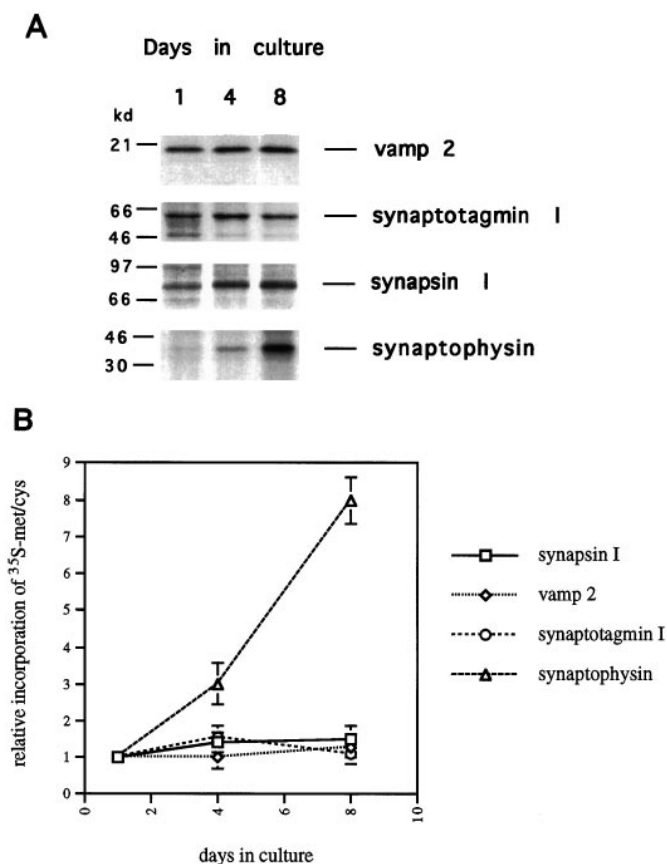 A
Days in culture
kd 1 4 8
21 vamp 2
66 synaptotagmin I
46
97 synapsin I
66
46 synaptophysin
30
B
relative incorporation of ³⁵S-met/cys
9
8
7
6
5
4
3
2
1
0
0 2 4 6 8 10
days in culture
synapsin I
vamp 2
synaptotagmin I
synaptophysin